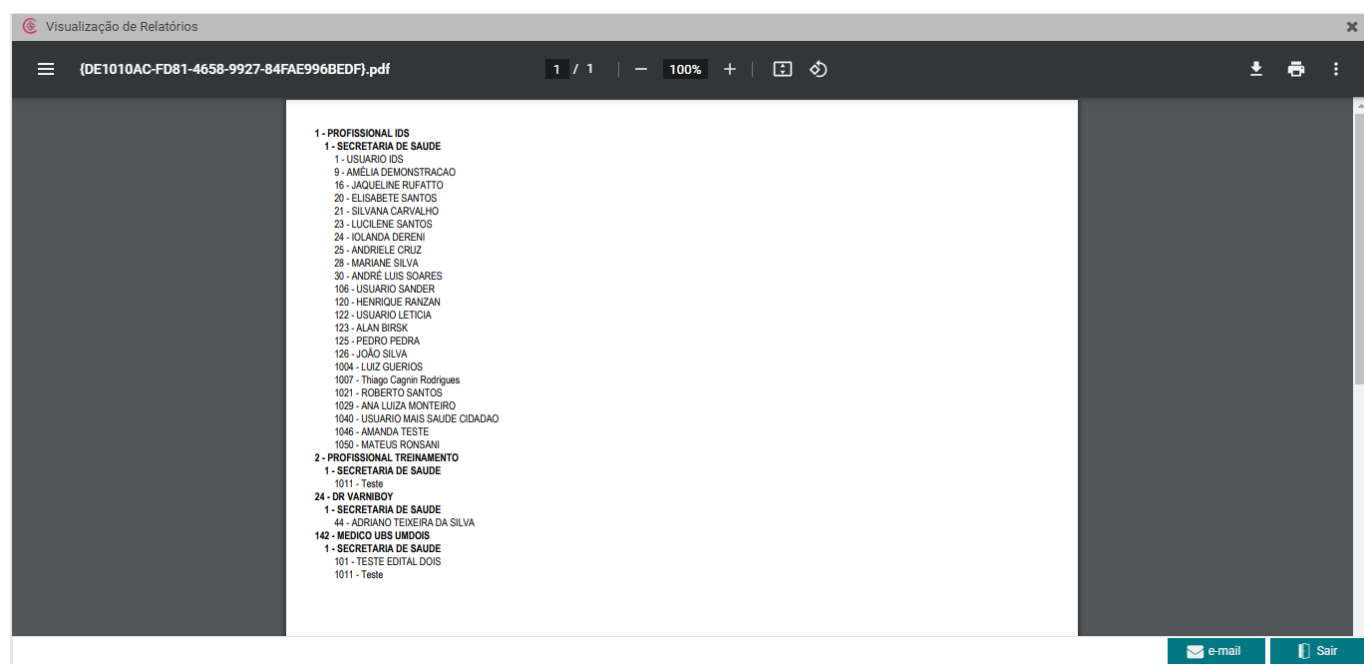 Visualização de Relatórios
{DE1010AC-FD81-4658-9927-84FAE996BEDF}.pdf 1 / 1 100%
1 - PROFISSIONAL IDS
1 - SECRETARIA DE SAUDE
1 - USUARIO IDS
9 - AMÉLIA DEMONSTRACAO
16 - JAQUELINE RUFATTO
20 - ELISABETE SANTOS
21 - SILVANA CARVALHO
23 - LUCILENE SANTOS
24 - IOLANDA DERENI
25 - ANDRIELE CRUZ
28 - MARIANE SILVA
30 - ANDRÉ LUIS SOARES
106 - USUARIO SANDER
120 - HENRIQUE RANZAN
122 - USUARIO LETICIA
123 - ALAN BIRSK
125 - PEDRO PEDRA
126 - JOÃO SILVA
1004 - LUIZ GUERIOS
1007 - Thiago Cagnin Rodrigues
1021 - ROBERTO SANTOS
1029 - ANA LUIZA MONTEIRO
1040 - USUARIO MAIS SAUDE CIDADAO
1046 - AMANDA TESTE
1050 - MATEUS RONSANI
2 - PROFISSIONAL TREINAMENTO
1 - SECRETARIA DE SAUDE
1011 - Teste
24 - DR VARNIBOY
1 - SECRETARIA DE SAUDE
44 - ADRIANO TEIXEIRA DA SILVA
142 - MEDICO UBS UMDOIS
1 - SECRETARIA DE SAUDE
101 - TESTE EDITAL DOIS
1011 - Teste
e-mail Sair